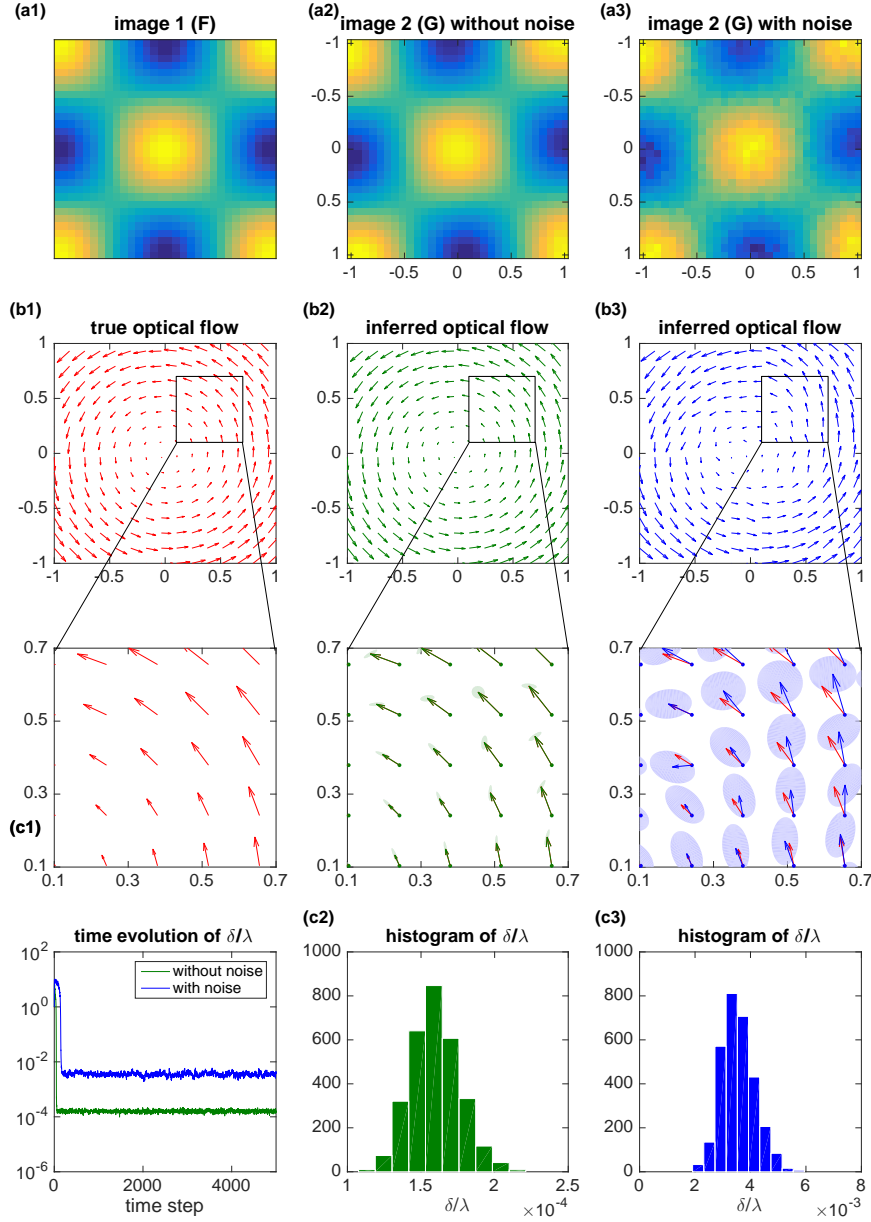 (a1)
image 1 (F)
(a2)
image 2 (G) without noise
-1
-0.5
0
0.5
1
-1 -0.5 0 0.5 1
(a3)
image 2 (G) with noise
-1
-0.5
0
0.5
1
-1 -0.5 0 0.5 1
(b1)
true optical flow
1
0.5
0
-0.5
-1
-1 -0.5 0 0.5 1
(b2)
inferred optical flow
1
0.5
0
-0.5
-1
-1 -0.5 0 0.5 1
(b3)
inferred optical flow
1
0.5
0
-0.5
-1
-1 -0.5 0 0.5 1
0.7
0.5
0.3
0.1
0.1 0.3 0.5 0.7
0.7
0.5
0.3
0.1
0.1 0.3 0.5 0.7
0.7
0.5
0.3
0.1
0.1 0.3 0.5 0.7
(c1)
time evolution of δ/λ
10^2
10^0
10^-2
10^-4
10^-6
without noise
with noise
0 2000 4000
time step
(c2)
histogram of δ/λ
1000
800
600
400
200
0
1 1.5 2 2.5
δ/λ
×10^-4
(c3)
histogram of δ/λ
1000
800
600
400
200
0
0 2 4 6 8
δ/λ
×10^-3